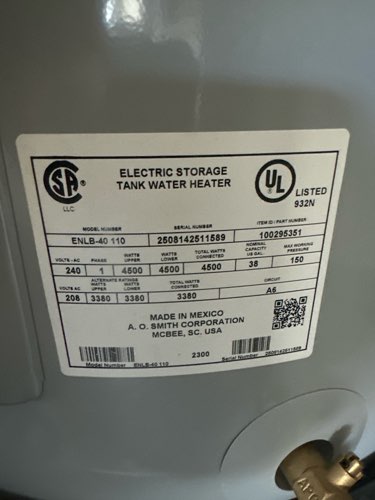 CSA
LLC
ELECTRIC STORAGE
TANK WATER HEATER
UL
LISTED
932N
MODEL NUMBER SERIAL NUMBER ITEM ID / PART NUMBER
ENLB-40 110 2508142511589 100295351
VOLTS - AC PHASE WATTS UPPER WATTS LOWER TOTAL WATTS CONNECTED NOMINAL CAPACITY US GAL. MAX WORKING PRESSURE
240 1 4500 4500 4500 38 150
VOLTS - AC ALTERNATE RATINGS WATTS UPPER WATTS LOWER TOTAL WATTS CONNECTED CIRCUIT
208 3380 3380 3380 A6
MADE IN MEXICO
A. O. SMITH CORPORATION
MCBEE, SC. USA
2300
Model Number ENLB-40 110
Serial Number 2508142511589